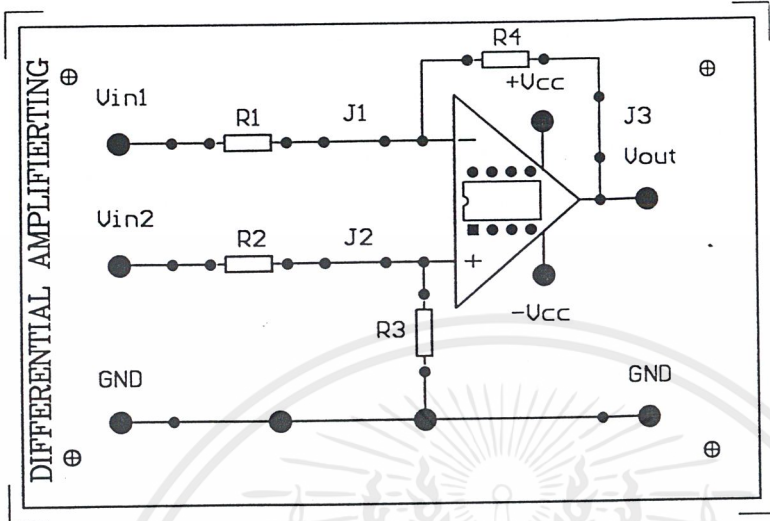 DIFFERENTIAL AMPLIFIERTING
R4
+Vcc
Vin1
R1
J1
J3
Vout
−
Vin2
R2
J2
+
−Vcc
R3
GND
GND